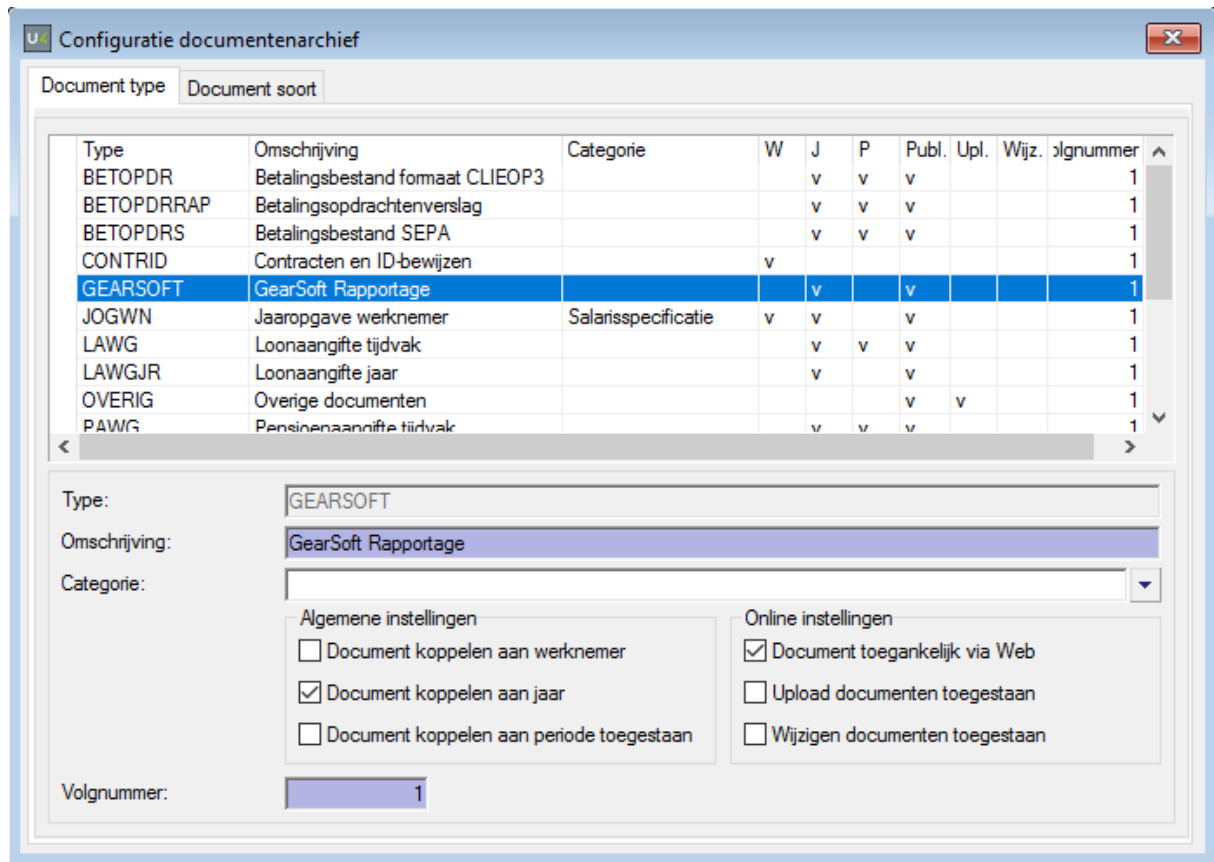 U4 Configuratie documentenarchief
Document type Document soort
Type Omschrijving Categorie W J P Publ. Upl. Wijz. olgnummer
BETOPDR Betalingsbestand formaat CLIEOP3 v v v 1
BETOPDRRAP Betalingsopdrachtenverslag v v v 1
BETOPDRS Betalingsbestand SEPA v v v 1
CONTRID Contracten en ID-bewijzen v 1
GEARSOFT GearSoft Rapportage v v 1
JOGWN Jaaropgave werknemer Salarisspecificatie v v v 1
LAWG Loonaangifte tijdvak v v v 1
LAWGJR Loonaangifte jaar v v 1
OVERIG Overige documenten v v 1
PAWG Pensioenaangifte tijdvak v v v 1
Type: GEARSOFT
Omschrijving: GearSoft Rapportage
Categorie:
Algemene instellingen Online instellingen
Document koppelen aan werknemer Document toegankelijk via Web
Document koppelen aan jaar Upload documenten toegestaan
Document koppelen aan periode toegestaan Wijzigen documenten toegestaan
Volgnummer: 1